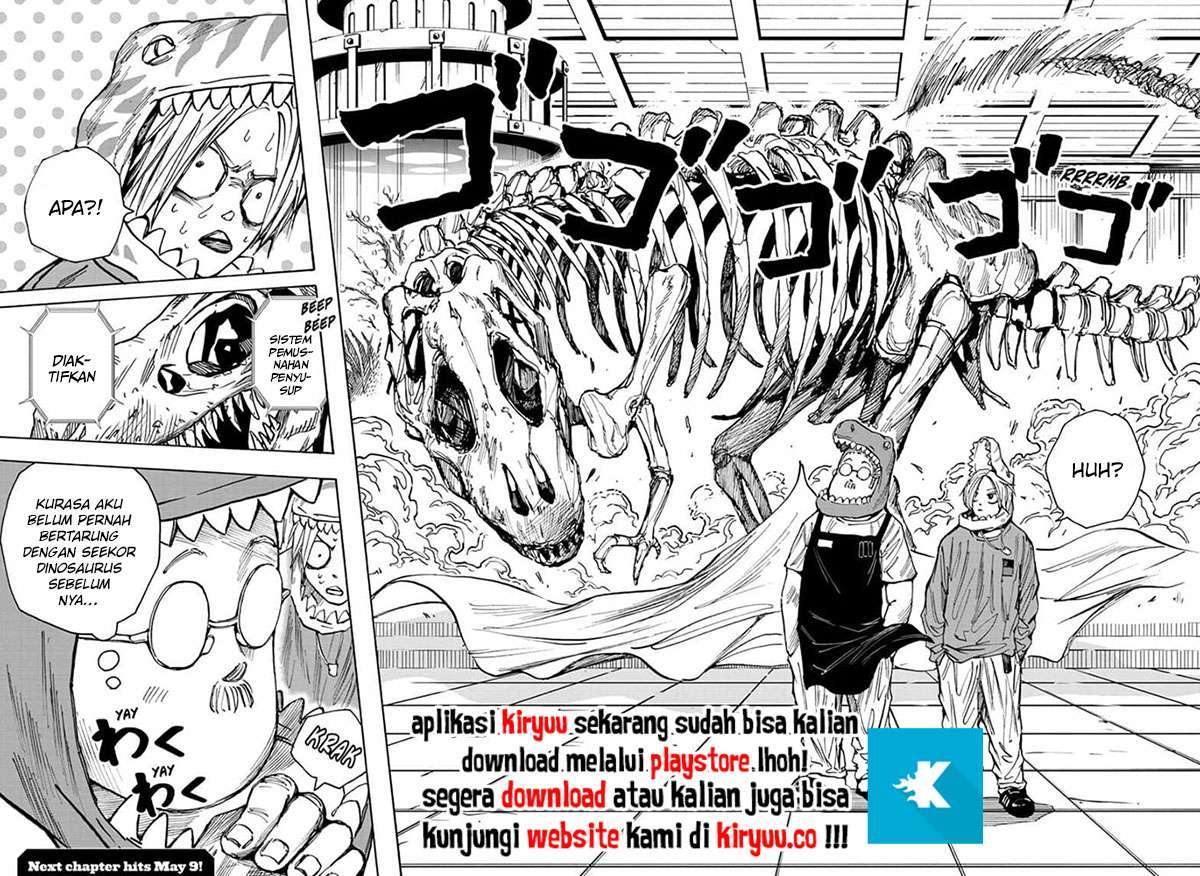 HUH?
RRRRMB
ゴゴゴゴゴゴ
APA?!
BEEP
BEEP
SISTEM
PEMUS-
NAHAN
PENYU-
SUP
DIAK-
TIFKAN
KURASA AKU
BELUM PERNAH
BERTARUNG
DENGAN SEEKOR
DINOSAURUS
SEBELUM
NYA...
YAY
わく
YAY
わく
KRAK
Next chapter hits May 9!
aplikasi kiryuu sekarang sudah bisa kalian
download melalui playstore lhoh!
segera download atau kalian juga bisa
kunjungi website kami di kiryuu.co !!!
K